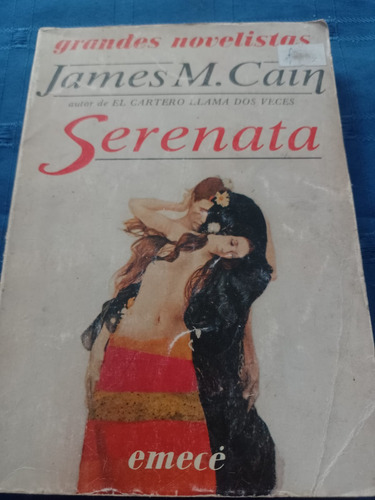 grandes novelistas
James M. Cain
autor de EL CARTERO LLAMA DOS VECES
Serenata
emecé